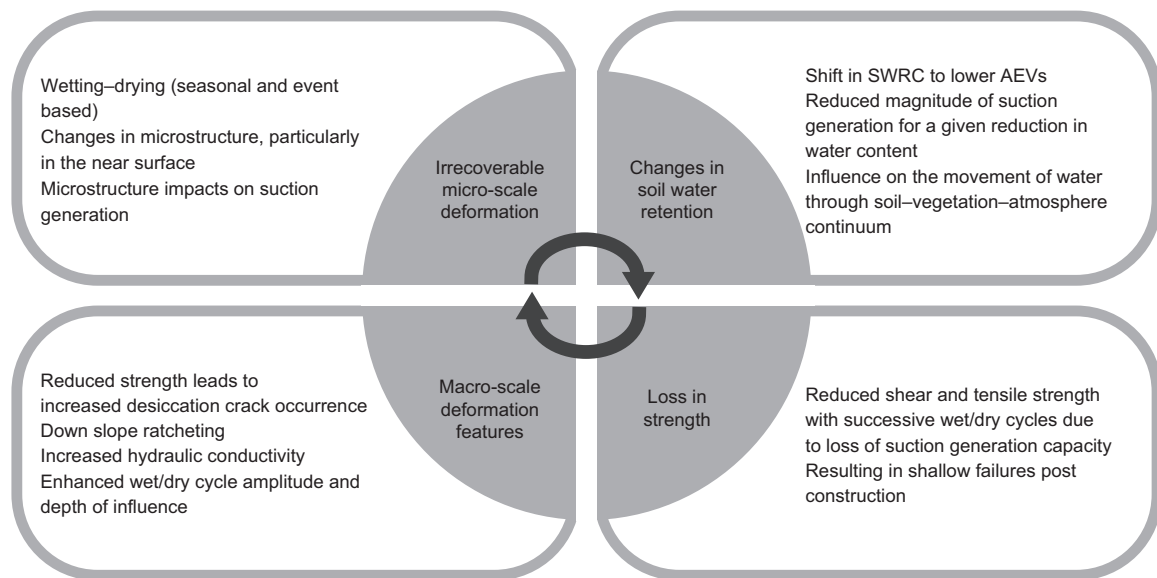 Wetting–drying (seasonal and event
based)
Changes in microstructure, particularly
in the near surface
Microstructure impacts on suction
generation
Irrecoverable
micro-scale
deformation
Changes in
soil water
retention
Shift in SWRC to lower AEVs
Reduced magnitude of suction
generation for a given reduction in
water content
Influence on the movement of water
through soil–vegetation–atmosphere
continuum
Reduced strength leads to
increased desiccation crack occurrence
Down slope ratcheting
Increased hydraulic conductivity
Enhanced wet/dry cycle amplitude and
depth of influence
Macro-scale
deformation
features
Loss in
strength
Reduced shear and tensile strength
with successive wet/dry cycles due
to loss of suction generation capacity
Resulting in shallow failures post
construction